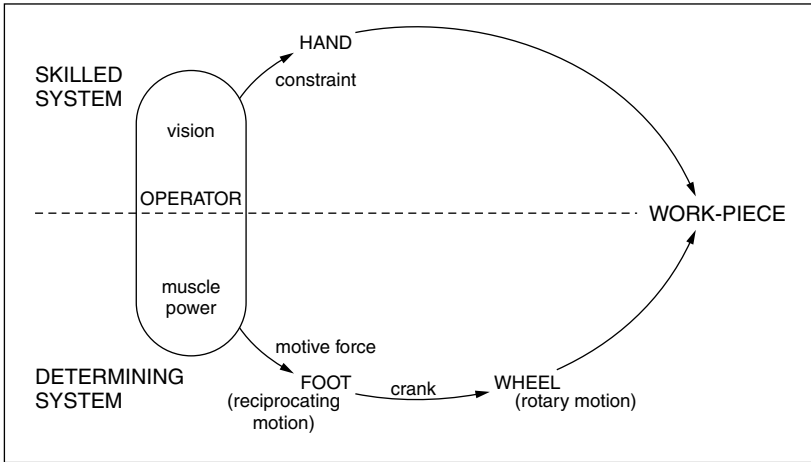 HAND
SKILLED
SYSTEM
constraint
vision
OPERATOR
WORK-PIECE
muscle
power
motive force
DETERMINING
SYSTEM
FOOT
(reciprocating
motion)
crank
WHEEL
(rotary motion)